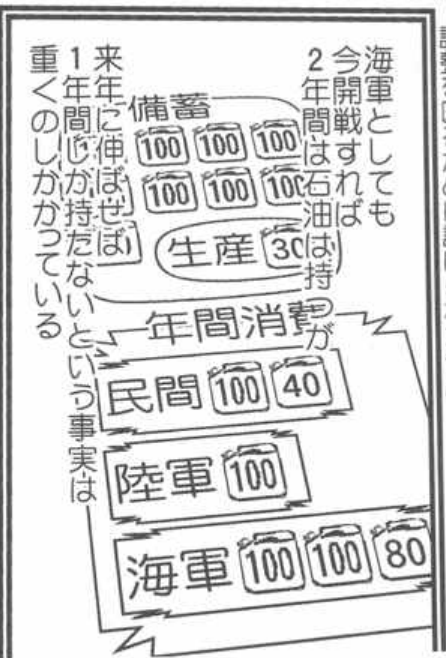 海軍としても
今開戦すれば
2年間は石油は持つが
来年に伸ばせば
1年間しか持たないという事実は
重くのしかかっている
備蓄
100 100 100
100 100 100
生産 30
年間消費
民間 100 40
陸軍 100
海軍 100 100 80